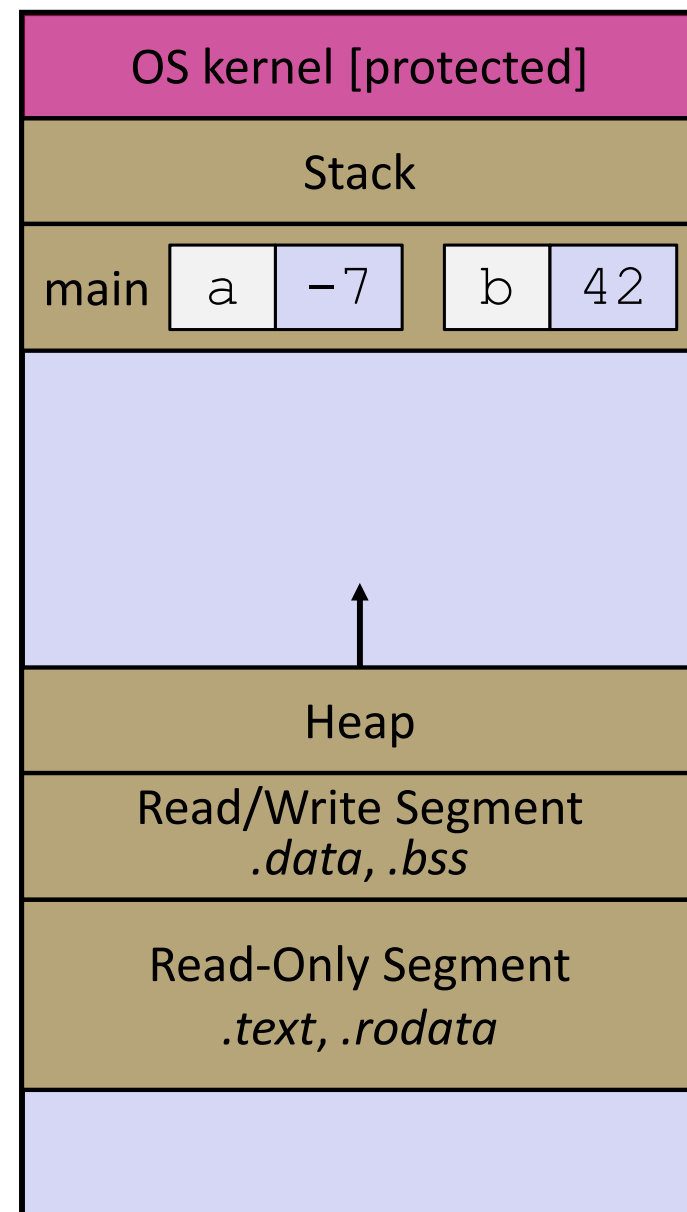 OS kernel [protected]
Stack
main a -7 b 42
Heap
Read/Write Segment
.data, .bss
Read-Only Segment
.text, .rodata